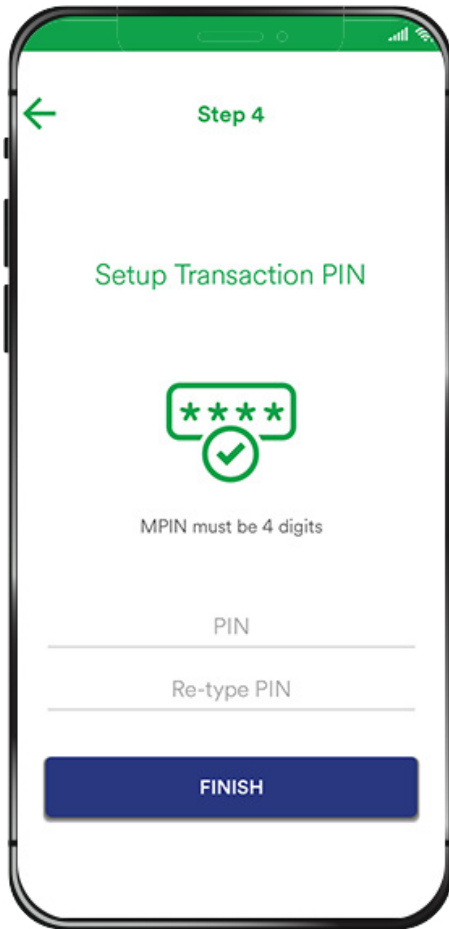 Step 4
Setup Transaction PIN
****
MPIN must be 4 digits
PIN
Re-type PIN
FINISH